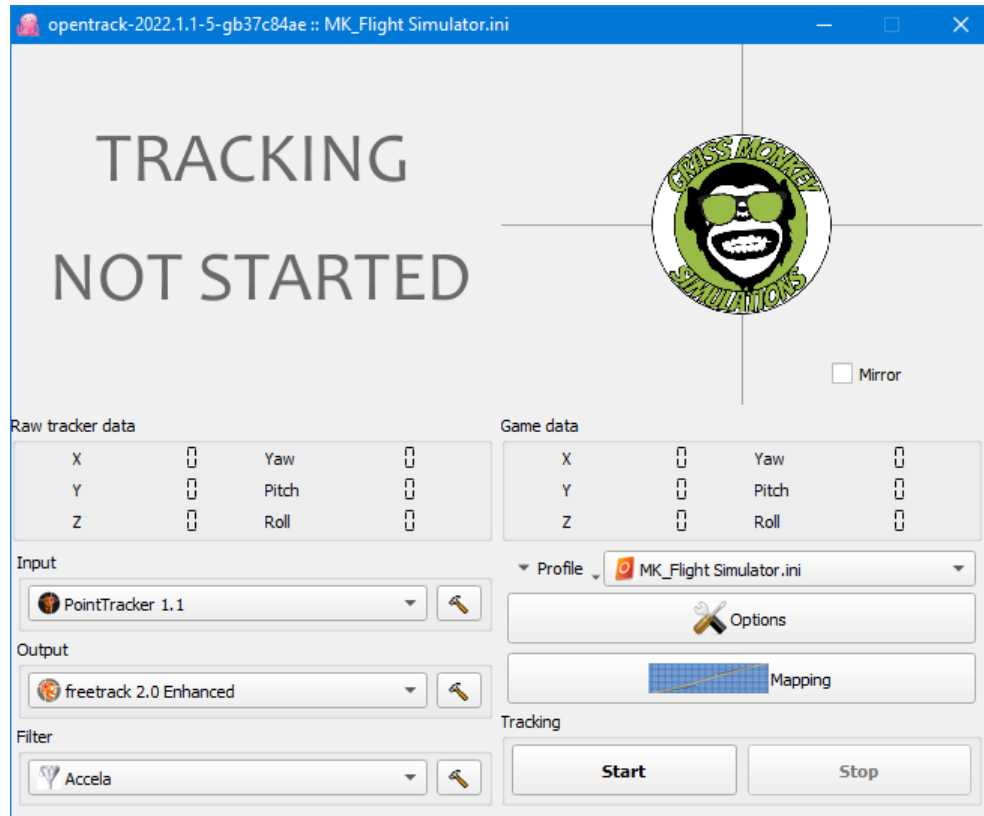 opentrack-2022.1.1-5-gb37c84ae :: MK_Flight Simulator.ini
TRACKING
NOT STARTED
GRASS MONKEY
SIMULATIONS
Mirror
Raw tracker data
X 0 Yaw 0
Y 0 Pitch 0
Z 0 Roll 0
Game data
X 0 Yaw 0
Y 0 Pitch 0
Z 0 Roll 0
Input
PointTracker 1.1
Output
freetrack 2.0 Enhanced
Filter
Accela
Profile MK_Flight Simulator.ini
Options
Mapping
Tracking
Start Stop